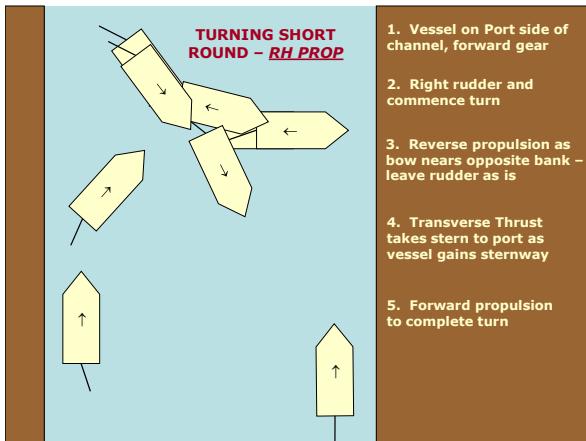 TURNING SHORT
ROUND – RH PROP
1. Vessel on Port side of
channel, forward gear
2. Right rudder and
commence turn
3. Reverse propulsion as
bow nears opposite bank –
leave rudder as is
4. Transverse Thrust
takes stern to port as
vessel gains sternway
5. Forward propulsion
to complete turn